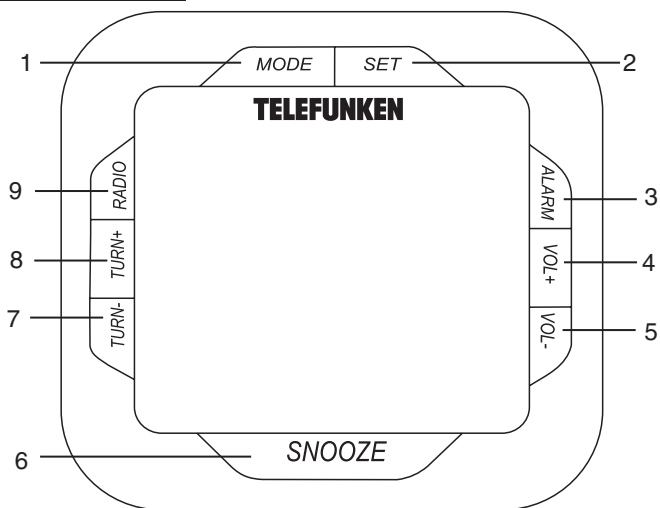 1 MODE SET 2
TELEFUNKEN
9 RADIO ALARM 3
8 TURN+ VOL+ 4
7 TURN- VOL- 5
6 SNOOZE